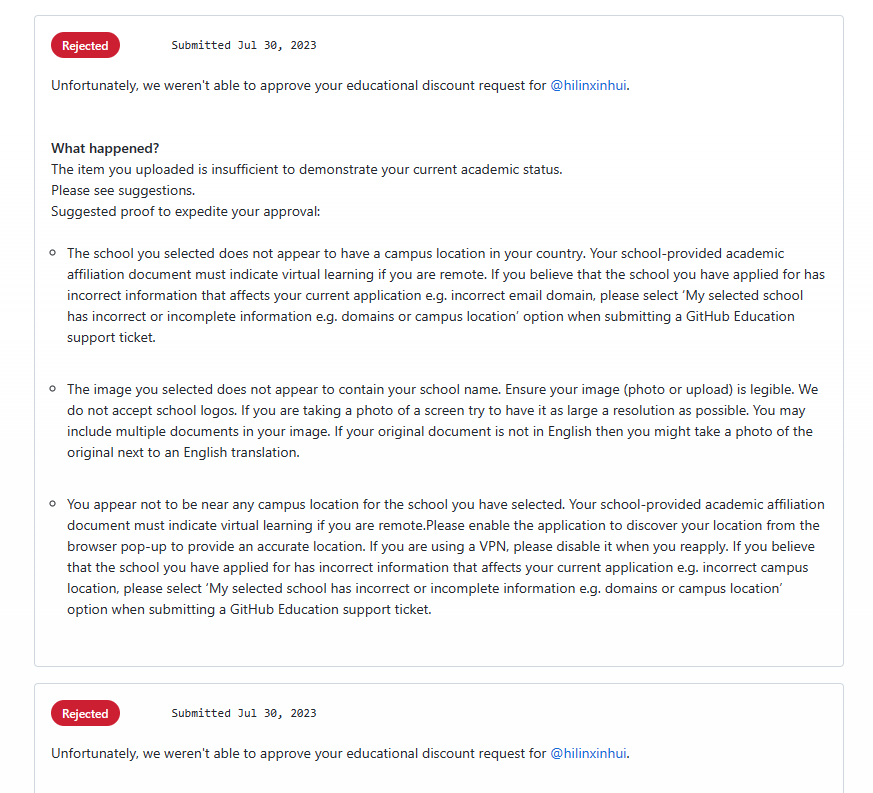 Rejected Submitted Jul 30, 2023
Unfortunately, we weren't able to approve your educational discount request for @hilinxinhui.
What happened?
The item you uploaded is insufficient to demonstrate your current academic status.
Please see suggestions.
Suggested proof to expedite your approval:
The school you selected does not appear to have a campus location in your country. Your school-provided academic
affiliation document must indicate virtual learning if you are remote. If you believe that the school you have applied for has
incorrect information that affects your current application e.g. incorrect email domain, please select ‘My selected school
has incorrect or incomplete information e.g. domains or campus location’ option when submitting a GitHub Education
support ticket.
The image you selected does not appear to contain your school name. Ensure your image (photo or upload) is legible. We
do not accept school logos. If you are taking a photo of a screen try to have it as large a resolution as possible. You may
include multiple documents in your image. If your original document is not in English then you might take a photo of the
original next to an English translation.
You appear not to be near any campus location for the school you have selected. Your school-provided academic affiliation
document must indicate virtual learning if you are remote.Please enable the application to discover your location from the
browser pop-up to provide an accurate location. If you are using a VPN, please disable it when you reapply. If you believe
that the school you have applied for has incorrect information that affects your current application e.g. incorrect campus
location, please select ‘My selected school has incorrect or incomplete information e.g. domains or campus location’
option when submitting a GitHub Education support ticket.
Rejected Submitted Jul 30, 2023
Unfortunately, we weren't able to approve your educational discount request for @hilinxinhui.